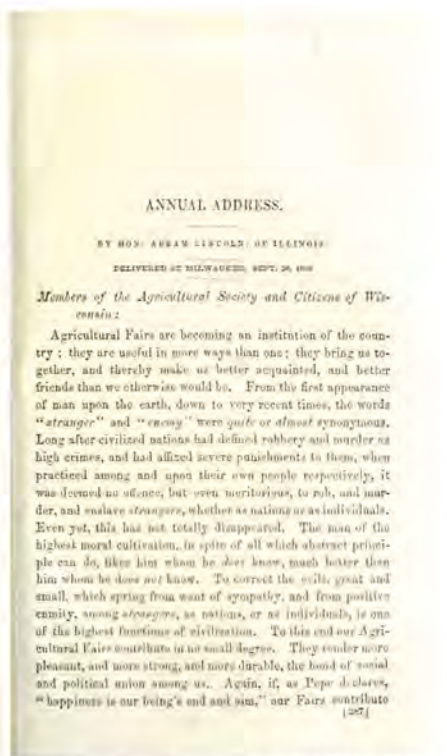 ANNUAL ADDRESS.
BY HON. ABRAM LINCOLN, OF ILLINOIS
DELIVERED AT MILWAUKEE, SEPT. 30, 1859
Members of the Agricultural Society and Citizens of Wis-
consin:
Agricultural Fairs are becoming an institution of the coun-
try ; they are useful in more ways than one ; they bring us to-
gether, and thereby make us better acquainted, and better
friends than we otherwise would be. From the first appearance
of man upon the earth, down to very recent times, the words
"stranger" and "enemy" were quite or almost synonymous.
Long after civilized nations had defined robbery and murder as
high crimes, and had affixed severe punishments to them, when
practiced among and upon their own people respectively, it
was deemed no offence, but even meritorious, to rob, and mur-
der, and enslave strangers, whether as nations or as individuals.
Even yet, this has not totally disappeared. The man of the
highest moral cultivation, in spite of all which abstract princi-
ple can do, likes him whom he does know, much better than
him whom he does not know. To correct the evils, great and
small, which spring from want of sympathy, and from positive
enmity, among strangers, as nations, or as individuals, is one
of the highest functions of civilization. To this end our Agri-
cultural Fairs contribute in no small degree. They render more
pleasant, and more strong, and more durable, the bond of social
and political union among us. Again, if, as Pope declares,
"happiness is our being's end and aim," our Fairs contribute
[287]